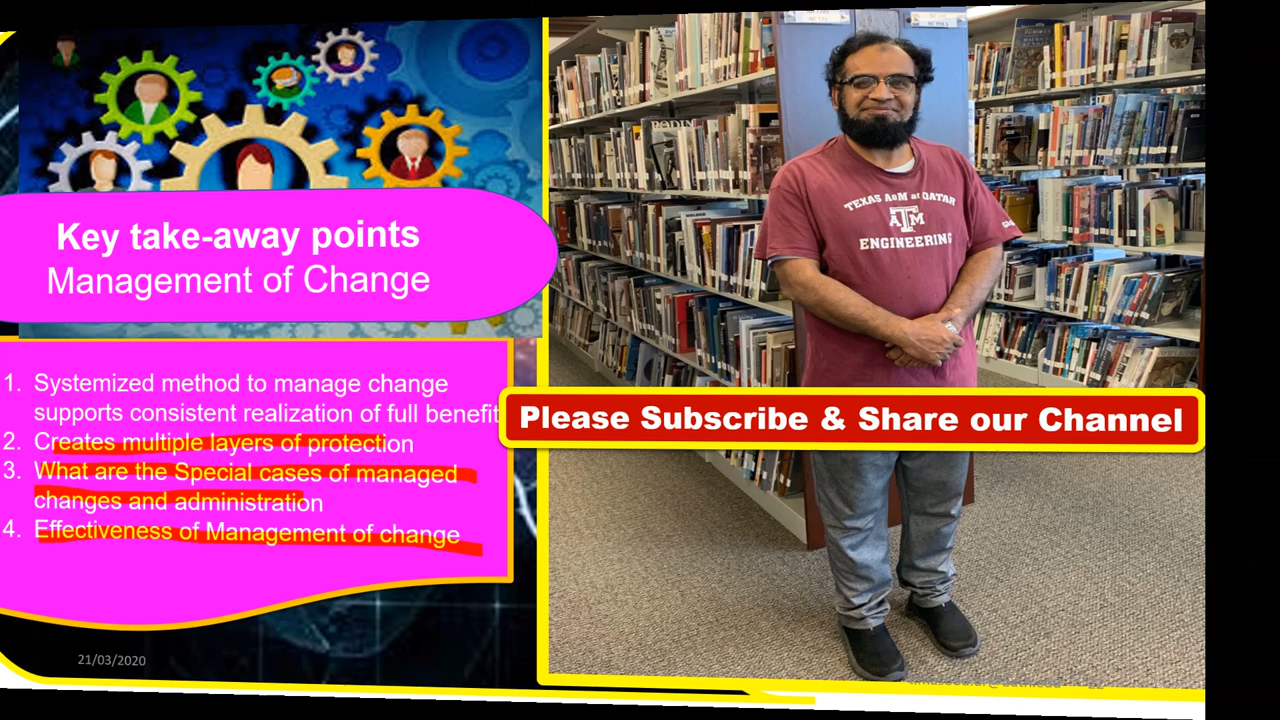 Key take-away points
Management of Change
1. Systemized method to manage change
supports consistent realization of full benefit
2. Creates multiple layers of protection
3. What are the Special cases of managed
changes and administration
4. Effectiveness of Management of change
21/03/2020
RODIN
TEXAS A&M at QATAR
ATM
ENGINEERING
Please Subscribe & Share our Channel